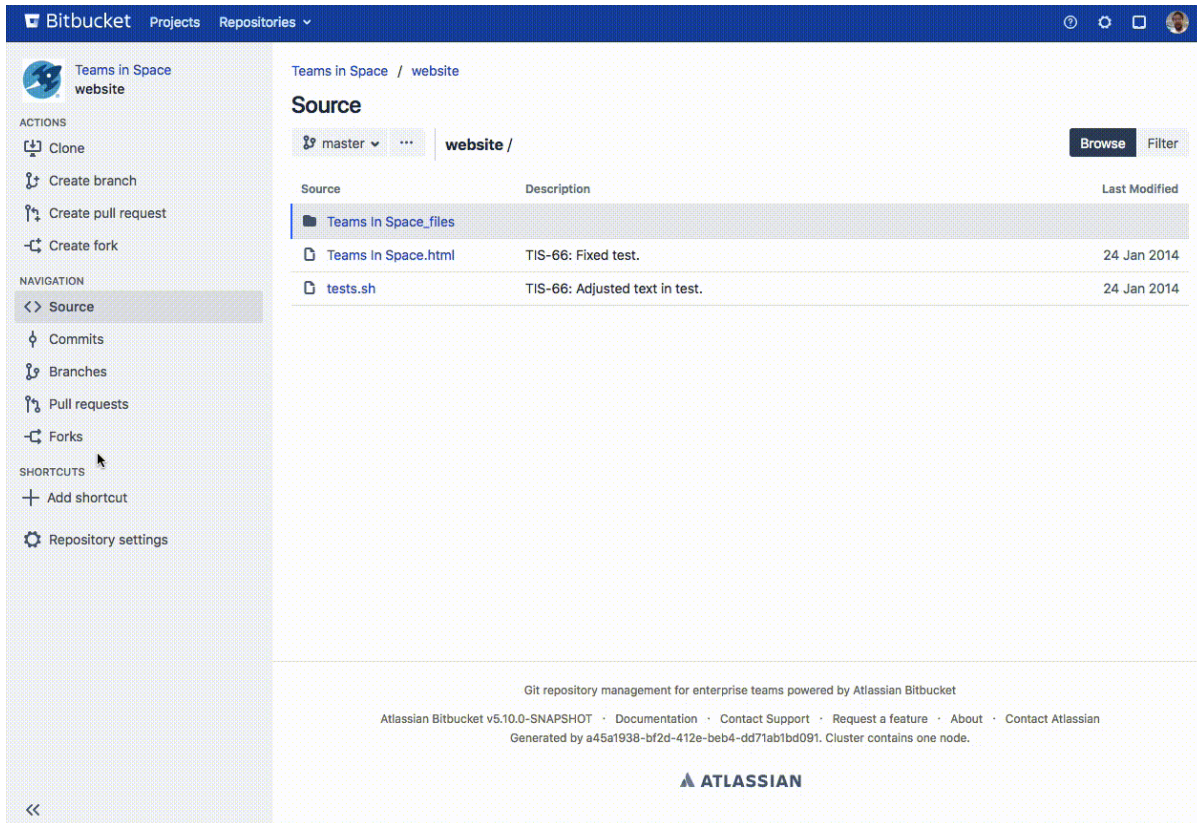 Bitbucket Projects Repositories
Teams in Space
website
ACTIONS
Clone
Create branch
Create pull request
Create fork
NAVIGATION
Source
Commits
Branches
Pull requests
Forks
SHORTCUTS
Add shortcut
Repository settings
Teams in Space / website
Source
master ··· website /
Browse Filter
Source Description Last Modified
Teams In Space_files
Teams In Space.html TIS-66: Fixed test. 24 Jan 2014
tests.sh TIS-66: Adjusted text in test. 24 Jan 2014
Git repository management for enterprise teams powered by Atlassian Bitbucket
Atlassian Bitbucket v5.10.0-SNAPSHOT · Documentation · Contact Support · Request a feature · About · Contact Atlassian
Generated by a45a1938-bf2d-412e-beb4-dd71ab1bd091. Cluster contains one node.
ATLASSIAN